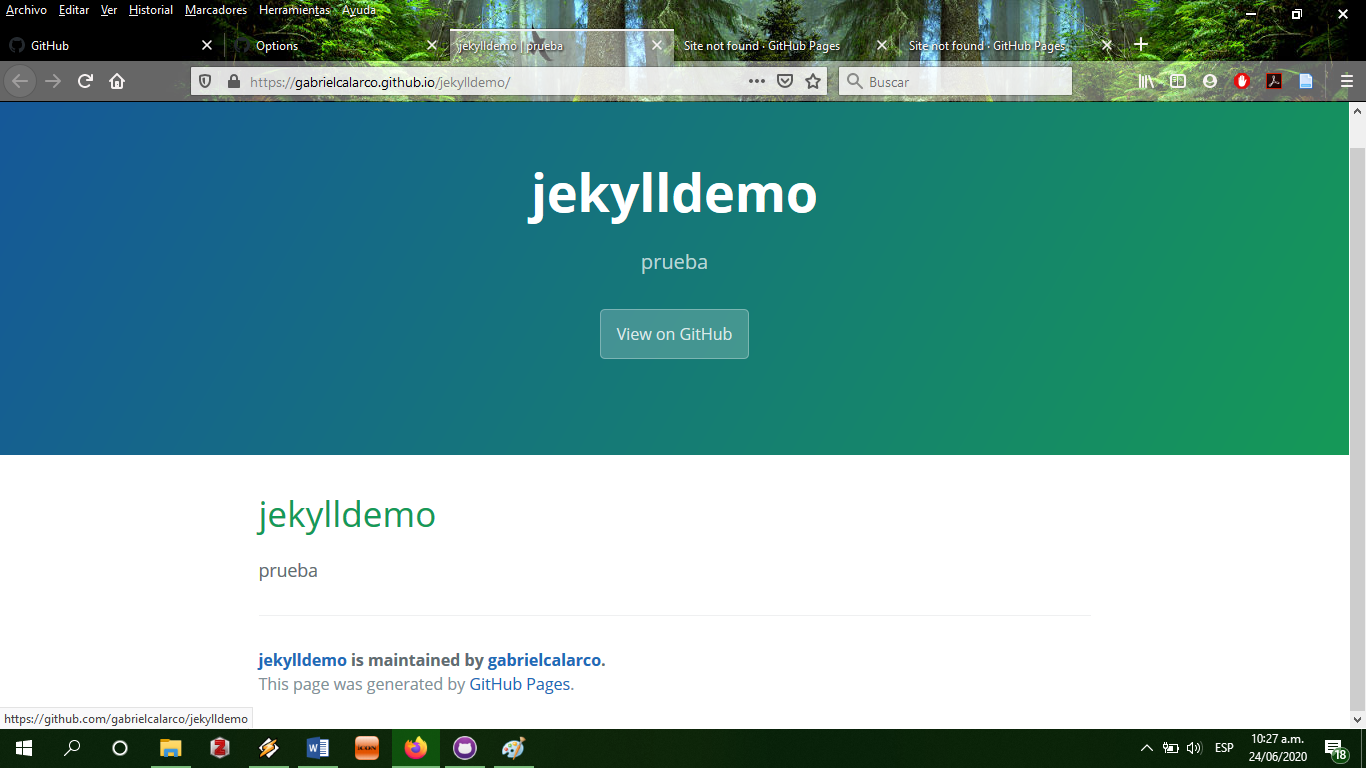 Archivo Editar Ver Historial Marcadores Herramientas Ayuda
GitHub Options jekylldemo | prueba Site not found · GitHub Pages Site not found · GitHub Pages
https://gabrielcalarco.github.io/jekylldemo/ Buscar
jekylldemo
prueba
View on GitHub
jekylldemo
prueba
jekylldemo is maintained by gabrielcalarco.
This page was generated by GitHub Pages.
https://github.com/gabrielcalarco/jekylldemo
ESP 10:27 a.m.
24/06/2020 18